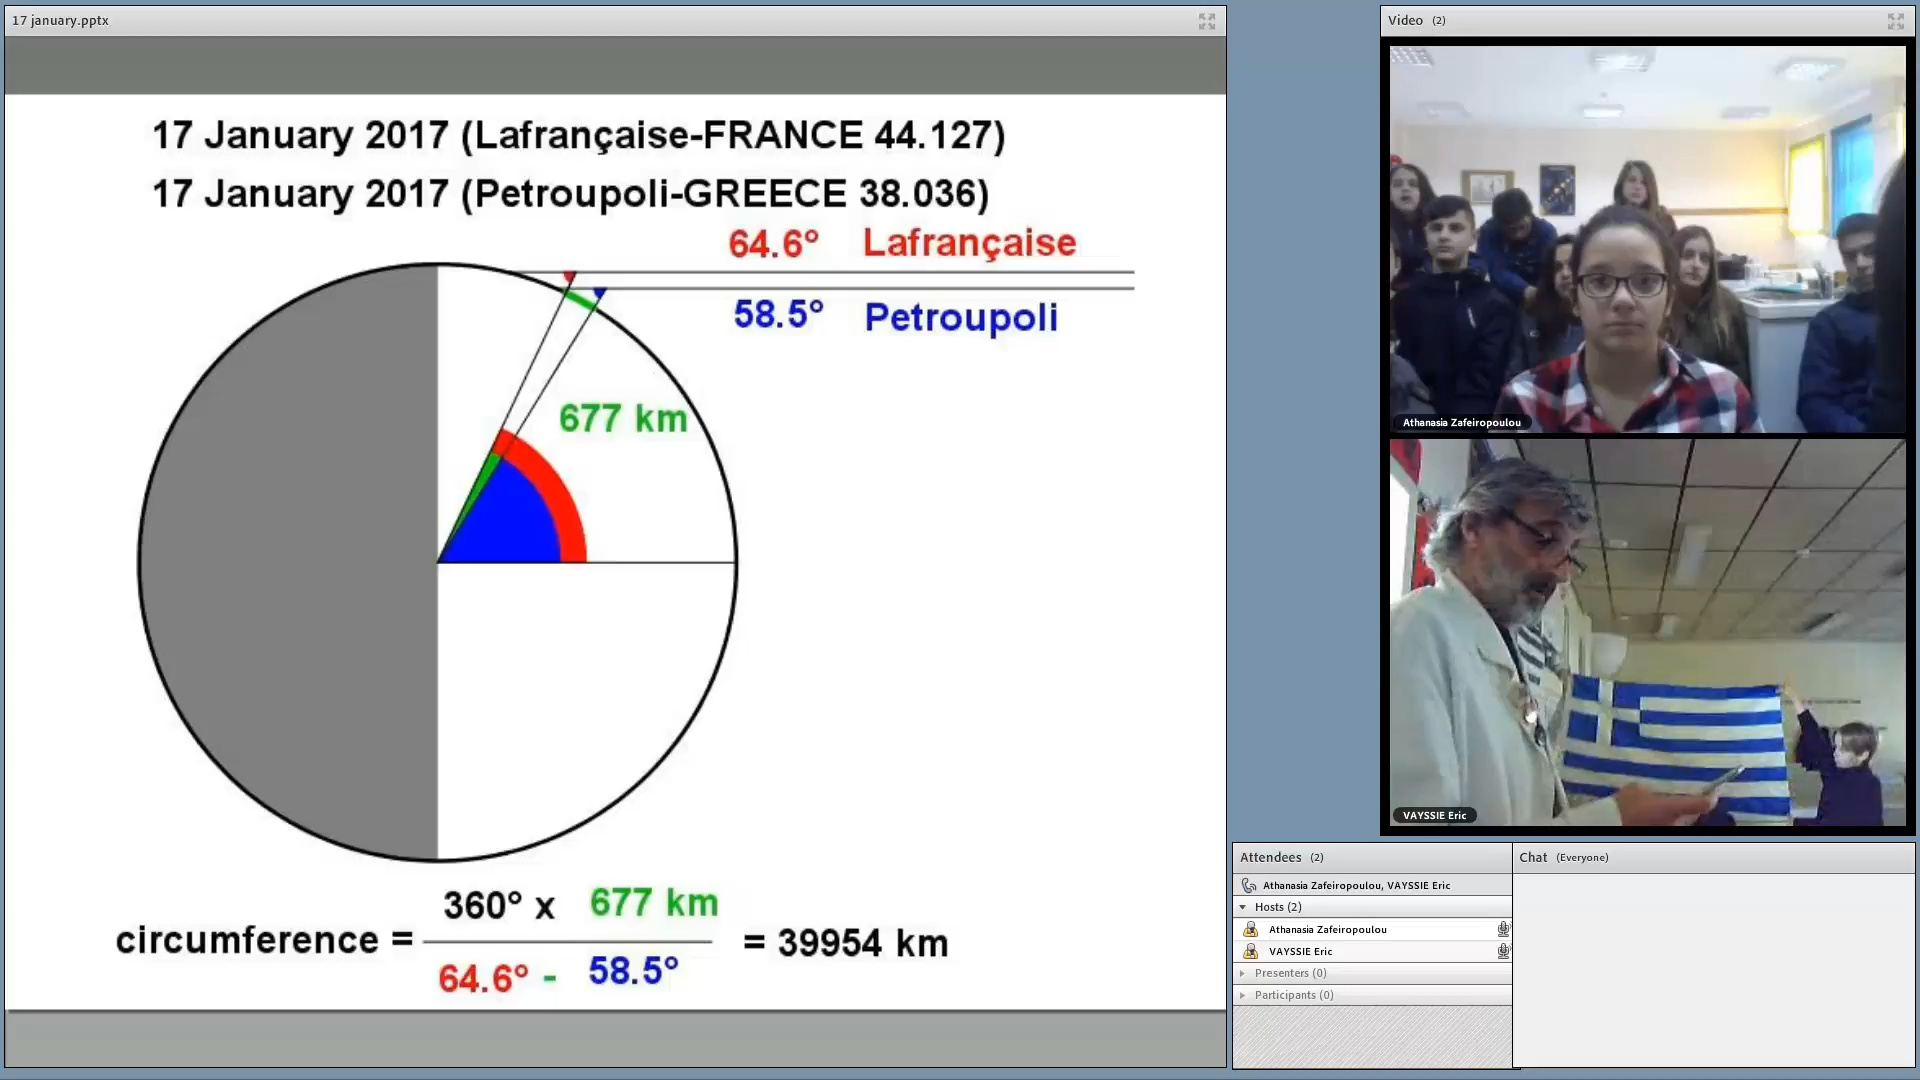 17 january.pptx
17 January 2017 (Lafrançaise-FRANCE 44.127)
17 January 2017 (Petroupoli-GREECE 38.036)
64.6° Lafrançaise
58.5° Petroupoli
677 km
360° x 677 km
circumference = = 39954 km
64.6° - 58.5°
Video (2)
Athanasia Zafeiropoulou
VAYSSIE Eric
Attendees (2)
Athanasia Zafeiropoulou, VAYSSIE Eric
Hosts (2)
Athanasia Zafeiropoulou
VAYSSIE Eric
Presenters (0)
Participants (0)
Chat (Everyone)